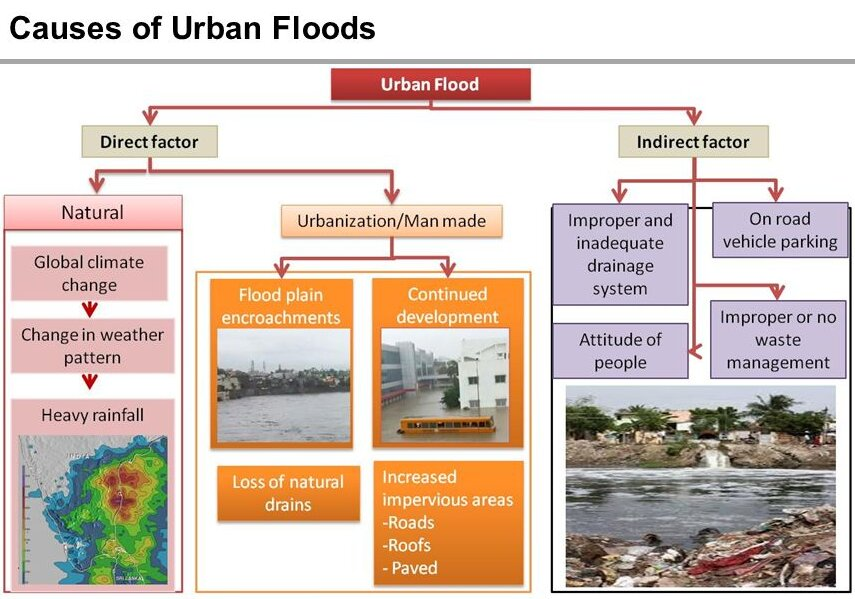 Causes of Urban Floods
Urban Flood
Direct factor
Indirect factor
Natural
Global climate
change
Change in weather
pattern
Heavy rainfall
SRI LANKA
Urbanization/Man made
Flood plain
encroachments
Continued
development
Loss of natural
drains
Increased
impervious areas
-Roads
-Roofs
- Paved
Improper and
inadequate
drainage
system
On road
vehicle parking
Attitude of
people
Improper or no
waste
management